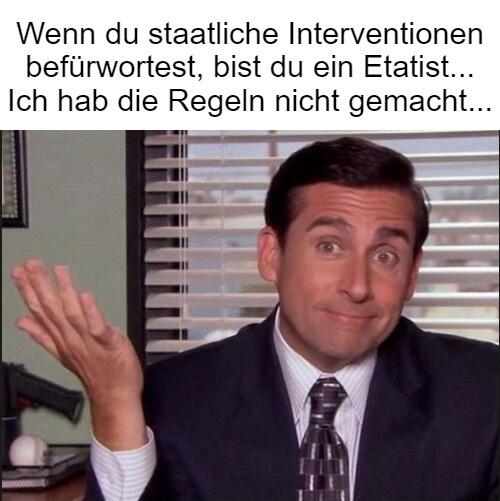 Wenn du staatliche Interventionen
befürwortest, bist du ein Etatist...
Ich hab die Regeln nicht gemacht...